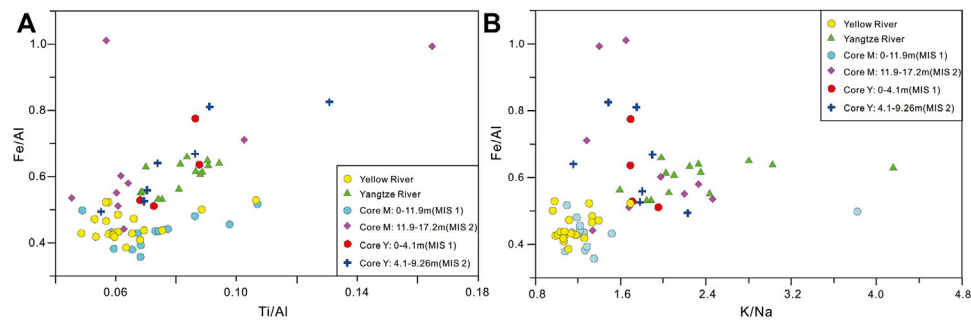 A
1.0
0.8
0.6
0.4
Fe/Al
0.06
0.10
0.14
0.18
Ti/Al
Yellow River
Yangtze River
Core M: 0-11.9m(MIS 1)
Core M: 11.9-17.2m(MIS 2)
Core Y: 0-4.1m(MIS 1)
Core Y: 4.1-9.26m(MIS 2)
B
1.0
0.8
0.6
0.4
Fe/Al
0.8
1.6
2.4
3.2
4.0
4.8
K/Na
Yellow River
Yangtze River
Core M: 0-11.9m(MIS 1)
Core M: 11.9-17.2m(MIS 2)
Core Y: 0-4.1m(MIS 1)
Core Y: 4.1-9.26m(MIS 2)